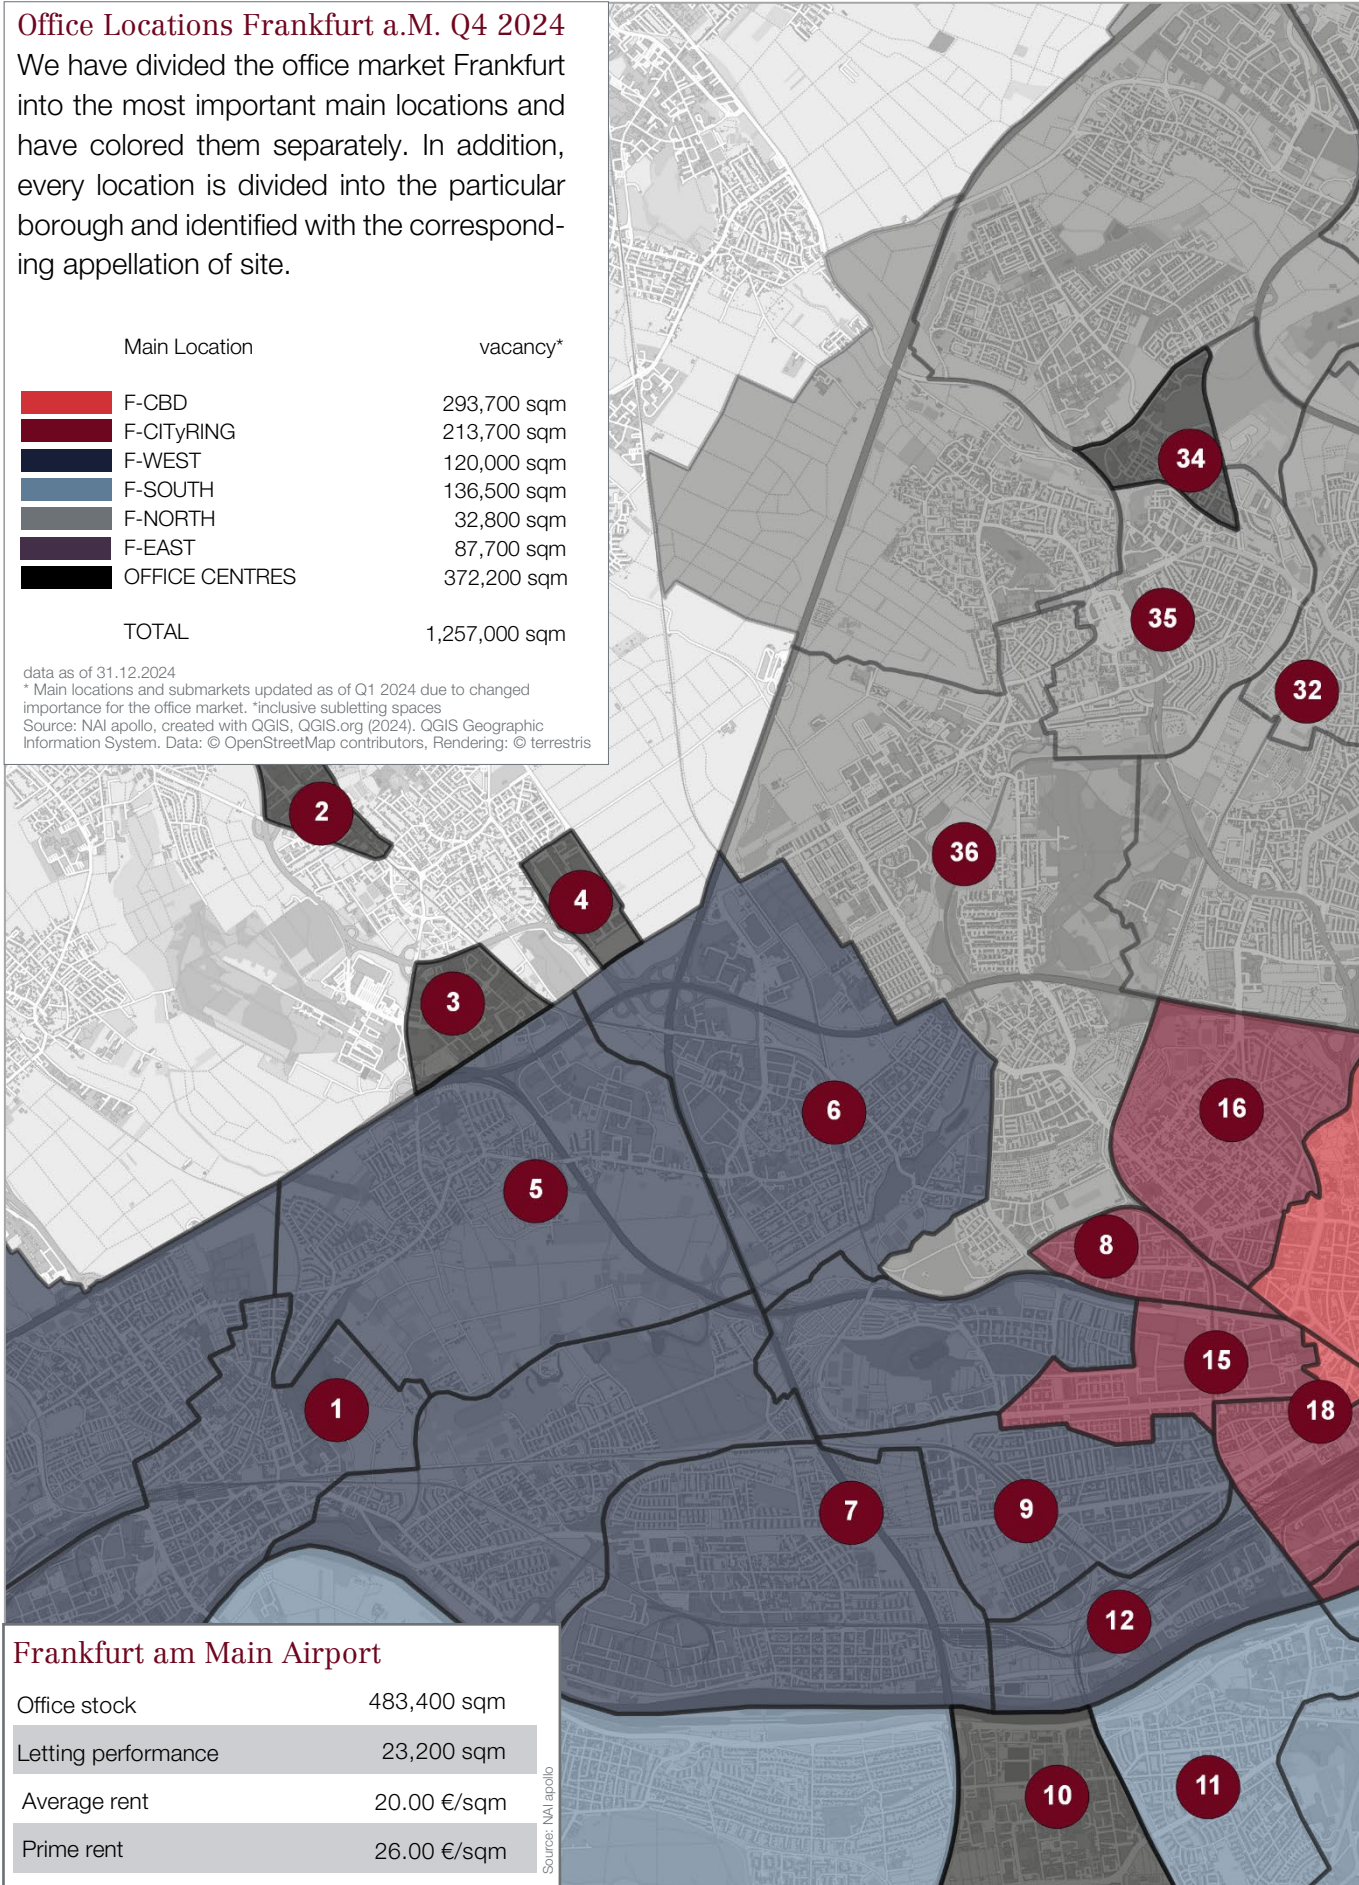 Office Locations Frankfurt a.M. Q4 2024
We have divided the office market Frankfurt
into the most important main locations and
have colored them separately. In addition,
every location is divided into the particular
borough and identified with the correspond-
ing appellation of site.
Main Location vacancy*
F-CBD 293,700 sqm
F-CITyRING 213,700 sqm
F-WEST 120,000 sqm
F-SOUTH 136,500 sqm
F-NORTH 32,800 sqm
F-EAST 87,700 sqm
OFFICE CENTRES 372,200 sqm
TOTAL 1,257,000 sqm
data as of 31.12.2024
* Main locations and submarkets updated as of Q1 2024 due to changed
importance for the office market. *inclusive subletting spaces
Source: NAI apollo, created with QGIS, QGIS.org (2024). QGIS Geographic
Information System. Data: © OpenStreetMap contributors, Rendering: © terrestris
34
35
32
2
36
4
3
6
16
5
8
15
1
18
7
9
12
10
11
Frankfurt am Main Airport
Office stock 483,400 sqm
Letting performance 23,200 sqm
Average rent 20.00 €/sqm
Prime rent 26.00 €/sqm
Source: NAI apollo